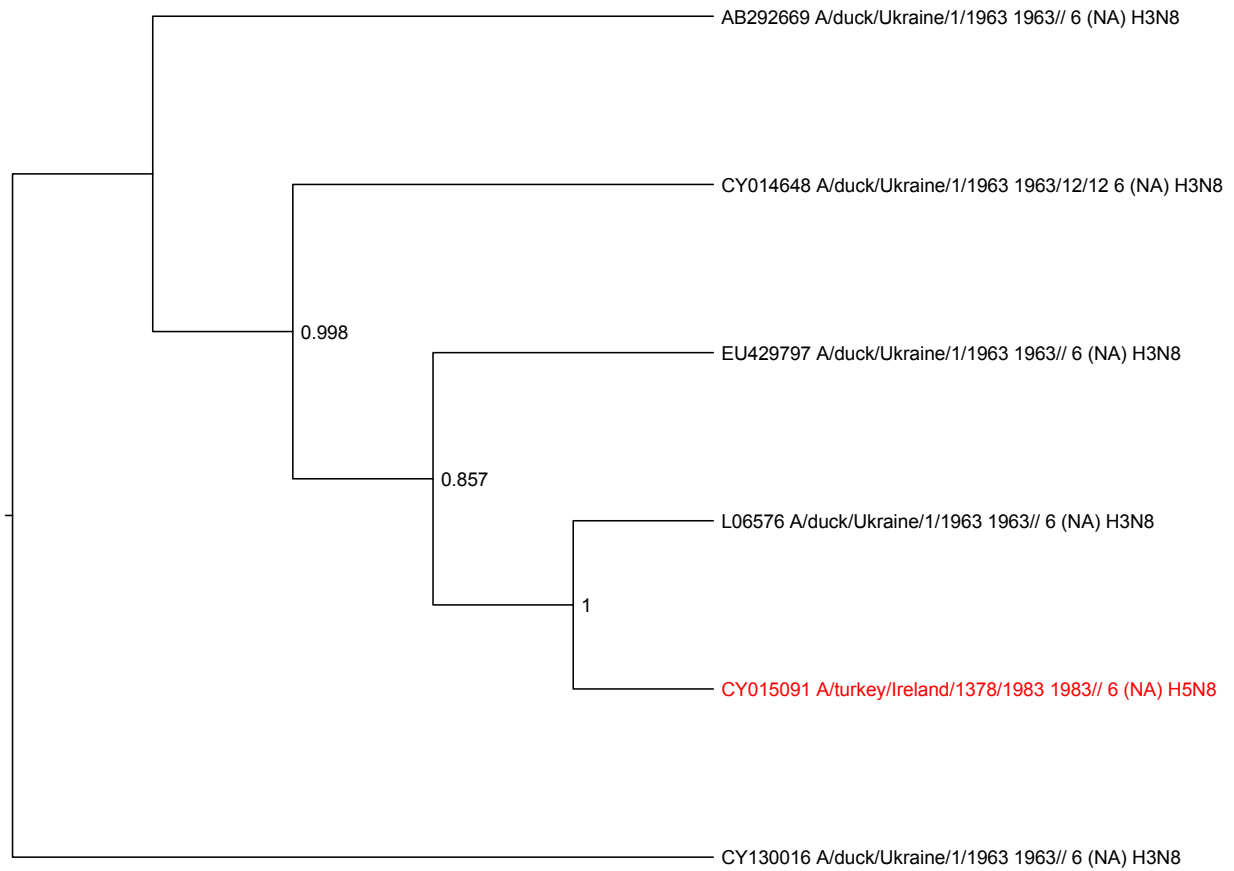 AB292669 A/duck/Ukraine/1/1963 1963// 6 (NA) H3N8
CY014648 A/duck/Ukraine/1/1963 1963/12/12 6 (NA) H3N8
0.998
EU429797 A/duck/Ukraine/1/1963 1963// 6 (NA) H3N8
0.857
L06576 A/duck/Ukraine/1/1963 1963// 6 (NA) H3N8
1
CY015091 A/turkey/Ireland/1378/1983 1983// 6 (NA) H5N8
CY130016 A/duck/Ukraine/1/1963 1963// 6 (NA) H3N8